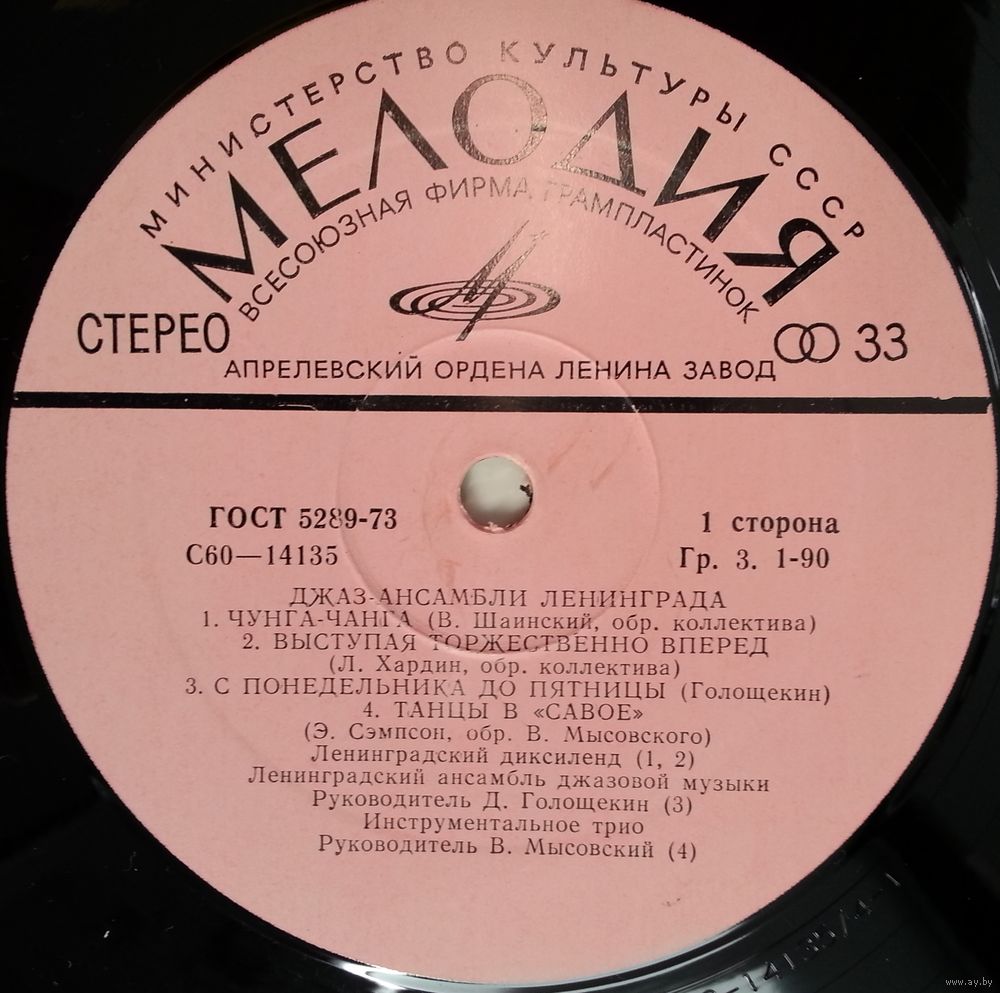 МИНИСТЕРСТВО КУЛЬТУРЫ СССР
МЕЛОДИЯ
ВСЕСОЮЗНАЯ ФИРМА ГРАМПЛАСТИНОК
СТЕРЕО
33
АПРЕЛЕВСКИЙ ОРДЕНА ЛЕНИНА ЗАВОД
ГОСТ 5289-73
1 сторона
С60—14135
Гр. 3. 1-90
ДЖАЗ-АНСАМБЛИ ЛЕНИНГРАДА
1. ЧУНГА-ЧАНГА (В. Шаинский, обр. коллектива)
2. ВЫСТУПАЯ ТОРЖЕСТВЕННО ВПЕРЕД
(Л. Хардин, обр. коллектива)
3. С ПОНЕДЕЛЬНИКА ДО ПЯТНИЦЫ (Голощекин)
4. ТАНЦЫ В «САВОЕ»
(Э. Сэмпсон, обр. В. Мысовского)
Ленинградский диксиленд (1, 2)
Ленинградский ансамбль джазовой музыки
Руководитель Д. Голощекин (3)
Инструментальное трио
Руководитель В. Мысовский (4)
www.ay.by